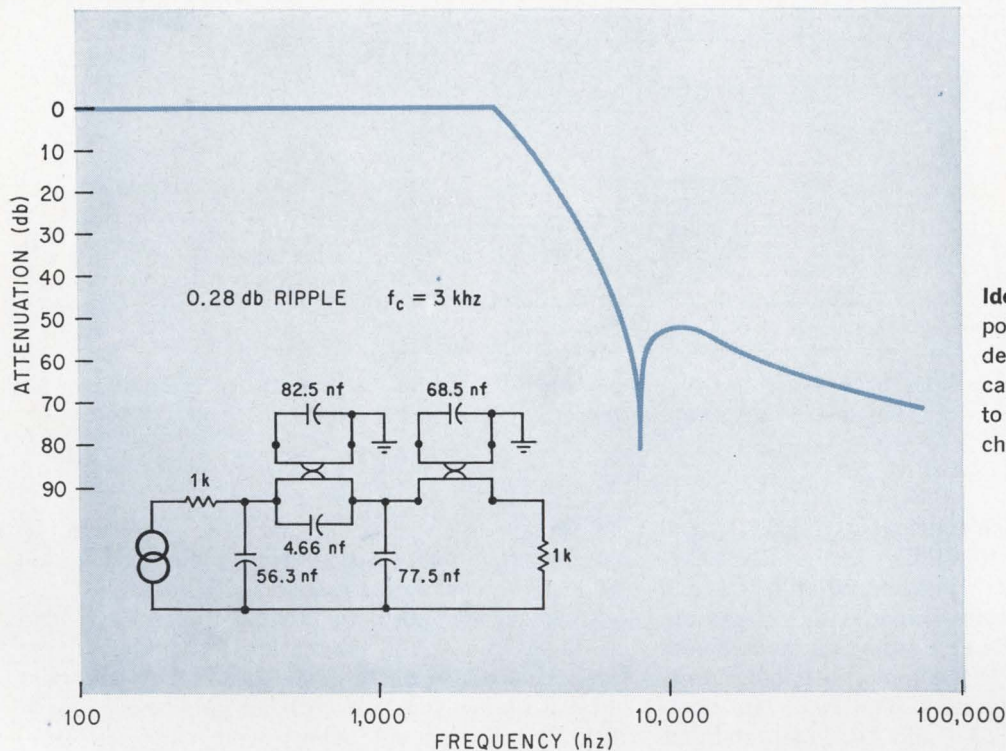 0
10
20
30
40
50
60
70
80
90
ATTENUATION (db)
0.28 db RIPPLE f_c = 3 khz
82.5 nf 68.5 nf
1k
4.66 nf
56.3 nf 77.5 nf 1k
100 1,000 10,000 100,000
FREQUENCY (hz)